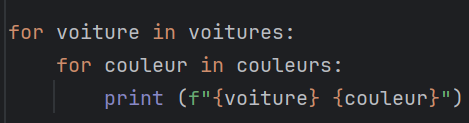 for voiture in voitures:
    for couleur in couleurs:
        print (f"{voiture} {couleur}")